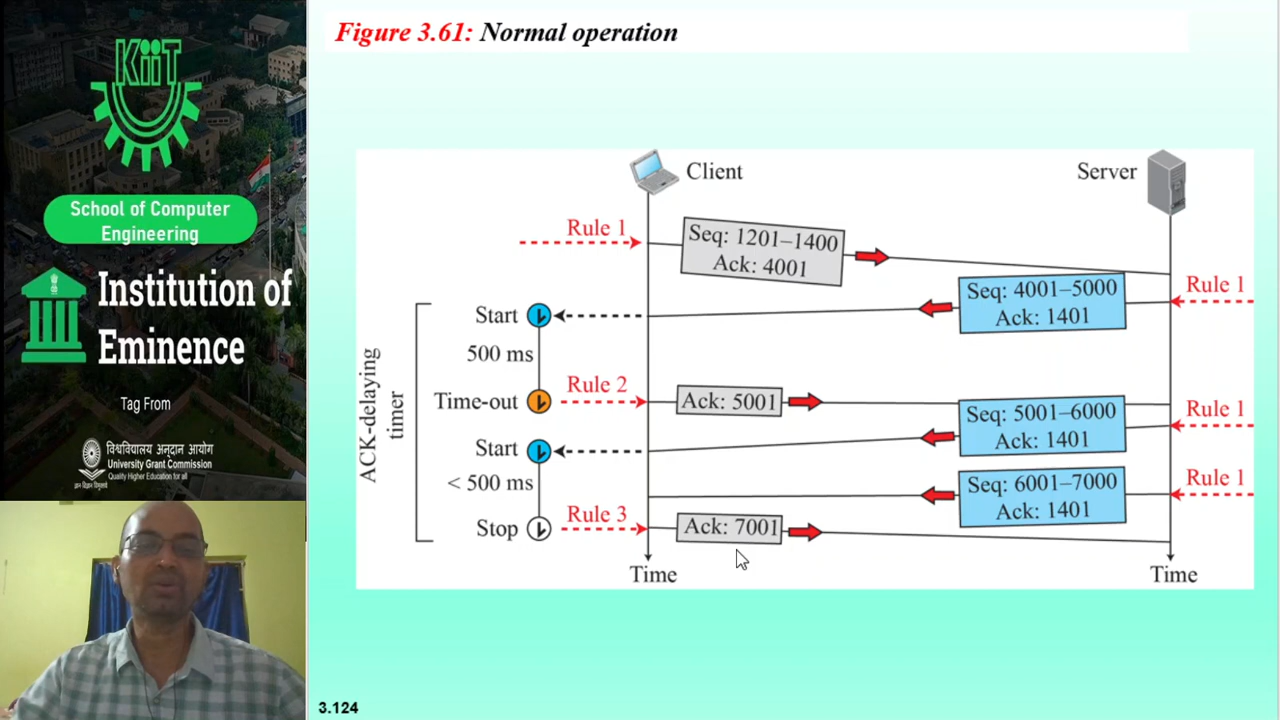 Figure 3.61: Normal operation
KiiT
School of Computer
Engineering
Institution of
Eminence
Tag From
विश्वविद्यालय अनुदान आयोग
University Grant Commission
Quality Higher Education for all
Client
Server
Rule 1
Seq: 1201–1400
Ack: 4001
Seq: 4001–5000
Ack: 1401
Rule 1
ACK-delaying
timer
Start
500 ms
Time-out
Rule 2
Ack: 5001
Seq: 5001–6000
Ack: 1401
Rule 1
Start
< 500 ms
Seq: 6001–7000
Ack: 1401
Rule 1
Stop
Rule 3
Ack: 7001
Time
Time
3.124